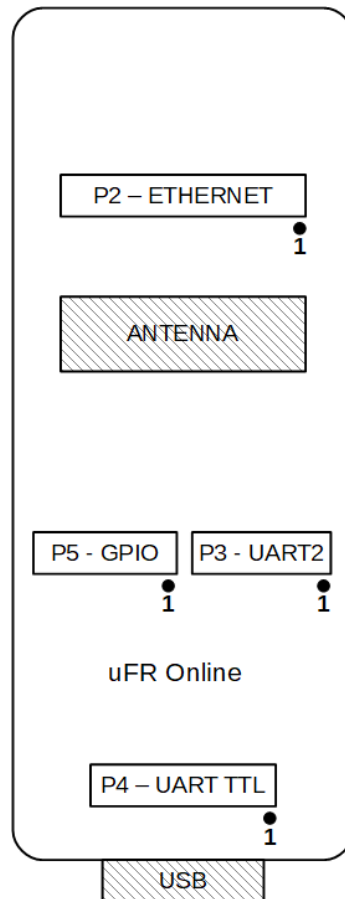 P2 – ETHERNET
1
ANTENNA
P5 - GPIO
P3 - UART2
1
1
uFR Online
P4 – UART TTL
1
USB